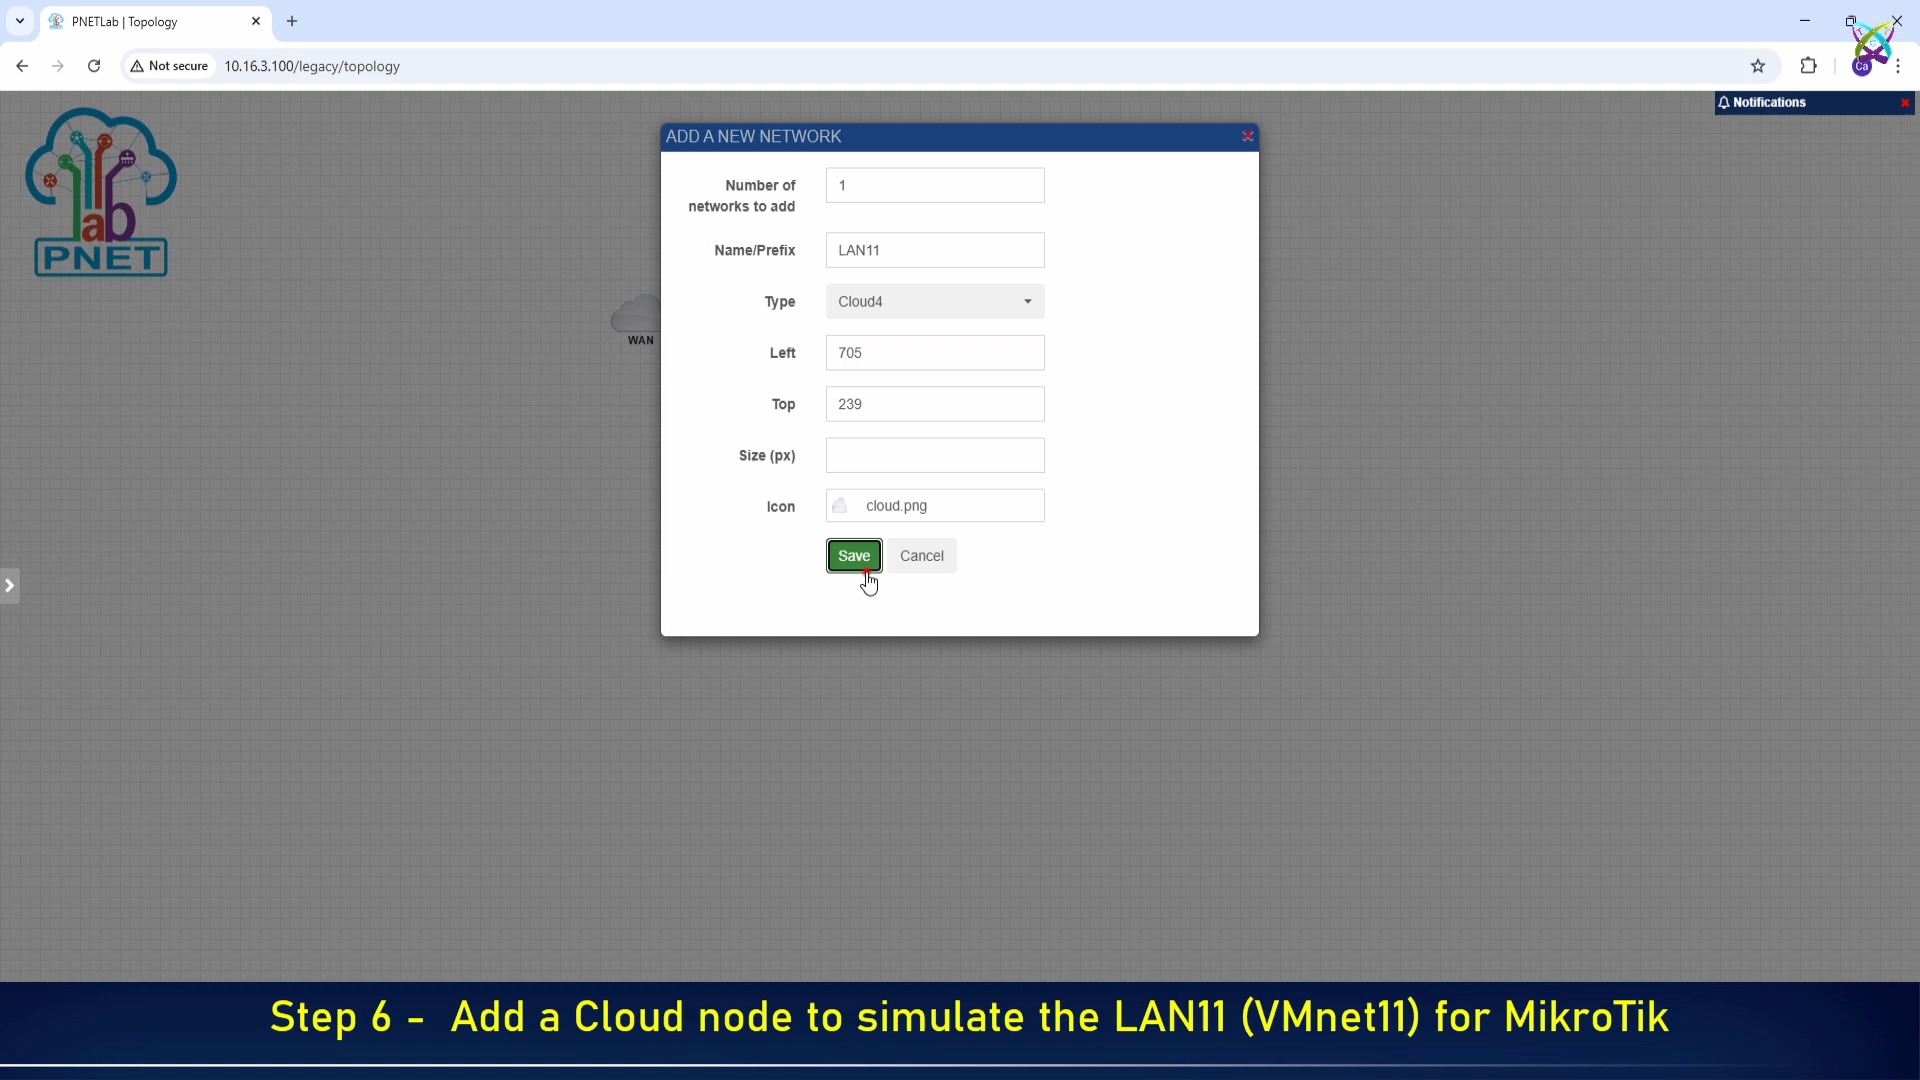 PNETLab | Topology
Not secure
10.16.3.100/legacy/topology
Ca
Notifications
ab
PNET
WAN
ADD A NEW NETWORK
Number of
networks to add
1
Name/Prefix
LAN11
Type
Cloud4
Left
705
Top
239
Size (px)
Icon
cloud.png
Save
Cancel
Step 6 - Add a Cloud node to simulate the LAN11 (VMnet11) for MikroTik